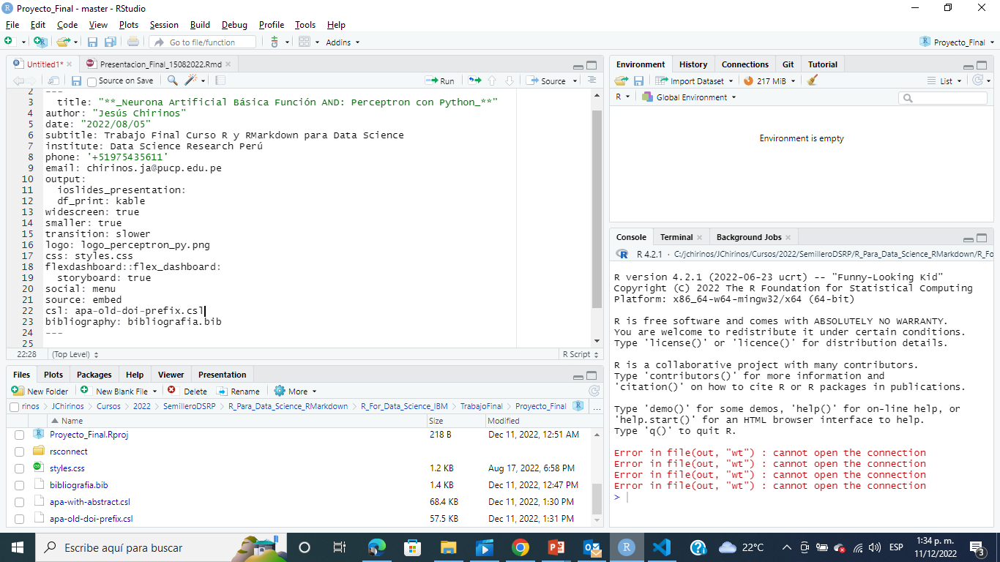 Proyecto_Final - master - RStudio
File Edit Code View Plots Session Build Debug Profile Tools Help
Go to file/function Addins Proyecto_Final
Untitled1* Presentacion_Final_15082022.Rmd
Source on Save Run Source
2 ---
3 title: "**_Neurona Artificial Básica Función AND: Perceptron con Python_**"
4 author: "Jesús Chirinos"
5 date: "2022/08/05"
6 subtitle: Trabajo Final Curso R y RMarkdown para Data Science
7 institute: Data Science Research Perú
8 phone: '+51975435611'
9 email: chirinos.ja@pucp.edu.pe
10 output:
11 ioslides_presentation:
12 df_print: kable
13 widescreen: true
14 smaller: true
15 transition: slower
16 logo: logo_perceptron_py.png
17 css: styles.css
18 flexdashboard::flex_dashboard:
19 storyboard: true
20 social: menu
21 source: embed
22 csl: apa-old-doi-prefix.csl
23 bibliography: bibliografia.bib
24 ---
25
22:28 (Top Level) R Script
Files Plots Packages Help Viewer Presentation
New Folder New Blank File Delete Rename More
rinos JChirinos Cursos 2022 SemilleroDSRP R_Para_Data_Science_RMarkdown R_For_Data_Science_IBM TrabajoFinal Proyecto_Final ...
Name Size Modified
Proyecto_Final.Rproj 218 B Dec 11, 2022, 12:51 AM
rsconnect
styles.css 1.2 KB Aug 17, 2022, 6:58 PM
bibliografia.bib 1.4 KB Dec 11, 2022, 12:47 PM
apa-with-abstract.csl 68.4 KB Dec 11, 2022, 1:30 PM
apa-old-doi-prefix.csl 57.5 KB Dec 11, 2022, 1:31 PM
Environment History Connections Git Tutorial
Import Dataset 217 MiB List
R Global Environment
Environment is empty
Console Terminal Background Jobs
R 4.2.1 · C:/jchirinos/JChirinos/Cursos/2022/SemilleroDSRP/R_Para_Data_Science_RMarkdown/R_Fo
R version 4.2.1 (2022-06-23 ucrt) -- "Funny-Looking Kid"
Copyright (C) 2022 The R Foundation for Statistical Computing
Platform: x86_64-w64-mingw32/x64 (64-bit)
R is free software and comes with ABSOLUTELY NO WARRANTY.
You are welcome to redistribute it under certain conditions.
Type 'license()' or 'licence()' for distribution details.
R is a collaborative project with many contributors.
Type 'contributors()' for more information and
'citation()' on how to cite R or R packages in publications.
Type 'demo()' for some demos, 'help()' for on-line help, or
'help.start()' for an HTML browser interface to help.
Type 'q()' to quit R.
Error in file(out, "wt") : cannot open the connection
Error in file(out, "wt") : cannot open the connection
Error in file(out, "wt") : cannot open the connection
Error in file(out, "wt") : cannot open the connection
>
Escribe aquí para buscar 22°C ESP 1:34 p. m.
11/12/2022 3